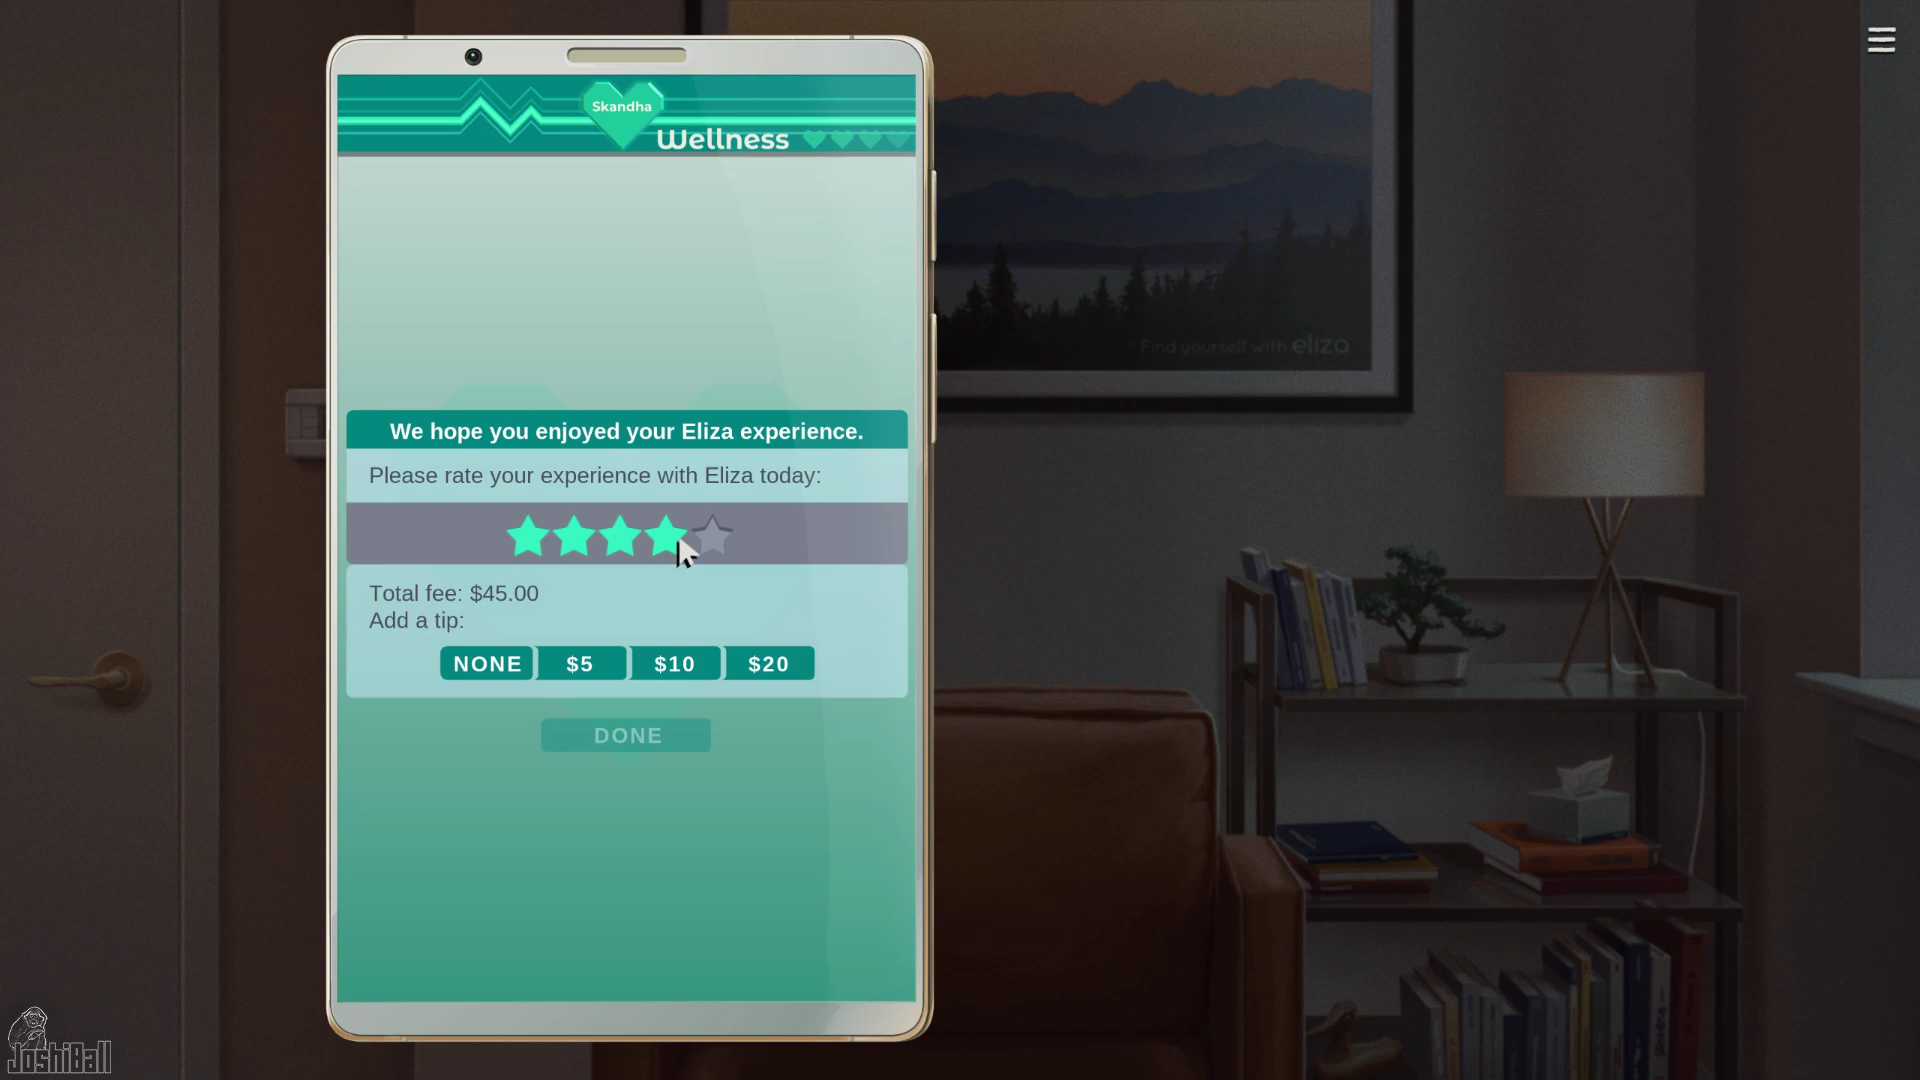 Skandha
Wellness
We hope you enjoyed your Eliza experience.
Please rate your experience with Eliza today:
Total fee: $45.00
Add a tip:
NONE $5 $10 $20
DONE
Find yourself with eliza
JoshiBall